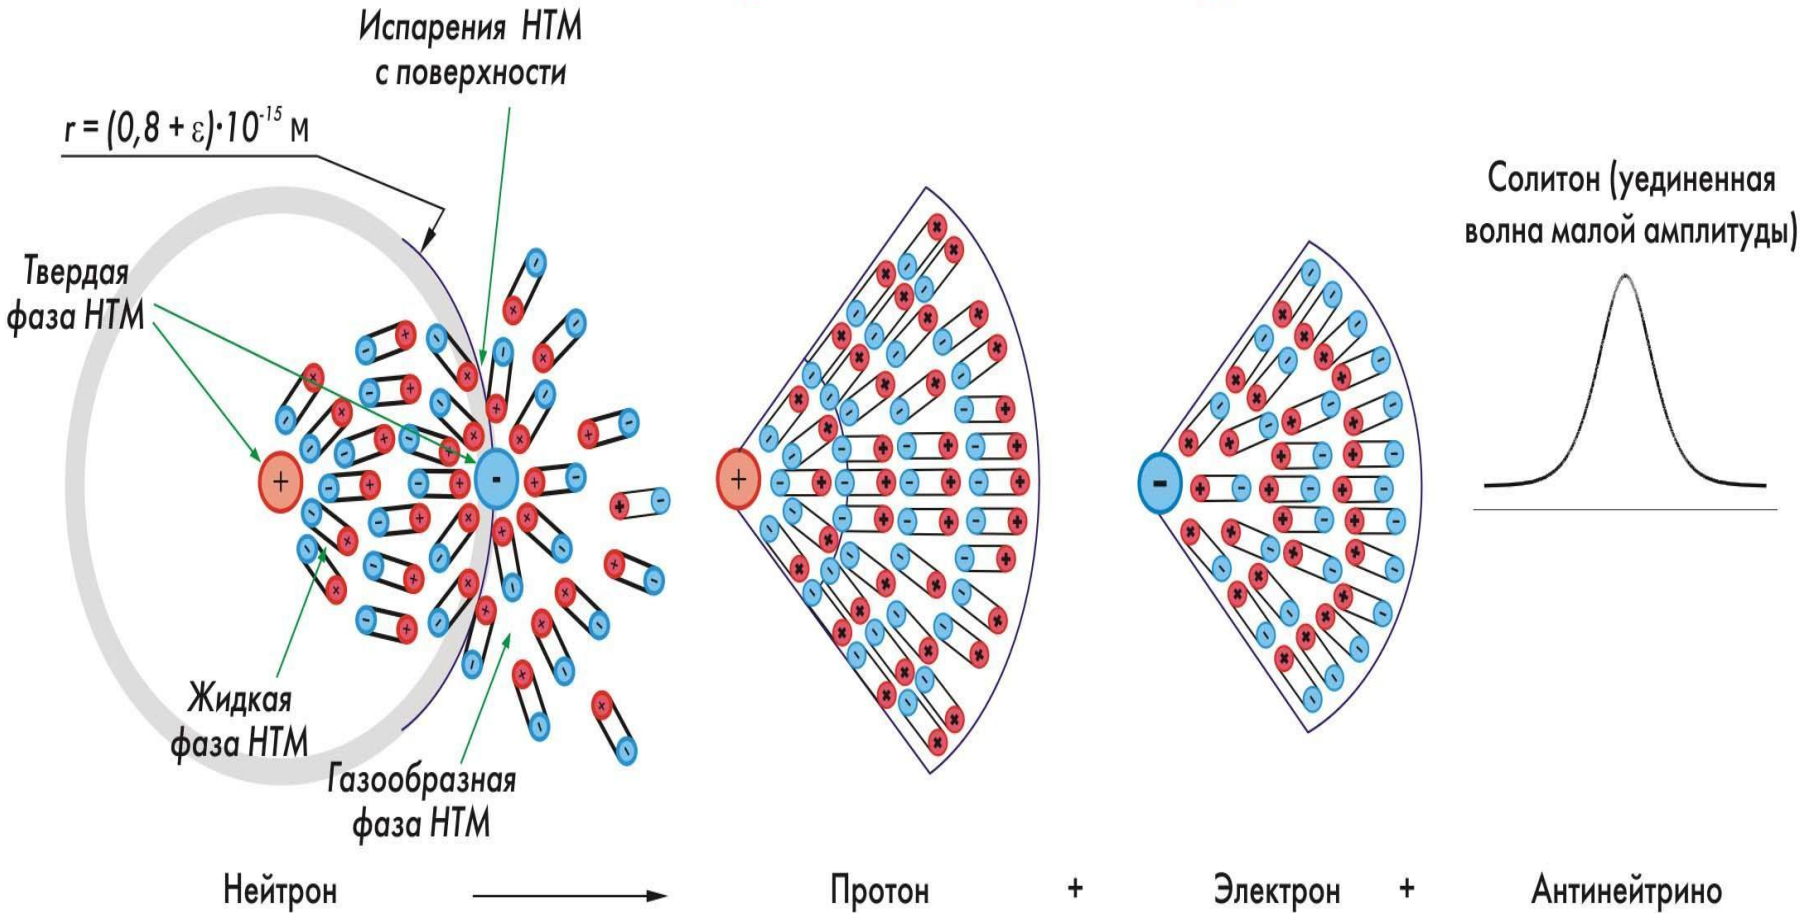 Испарения НТМ
с поверхности
r = (0,8 + ε)·10⁻¹⁵ м
Солитон (уединенная
волна малой амплитуды)
Твердая
фаза НТМ
+
-
+
-
Жидкая
фаза НТМ
Газообразная
фаза НТМ
Нейтрон
Протон + Электрон + Антинейтрино